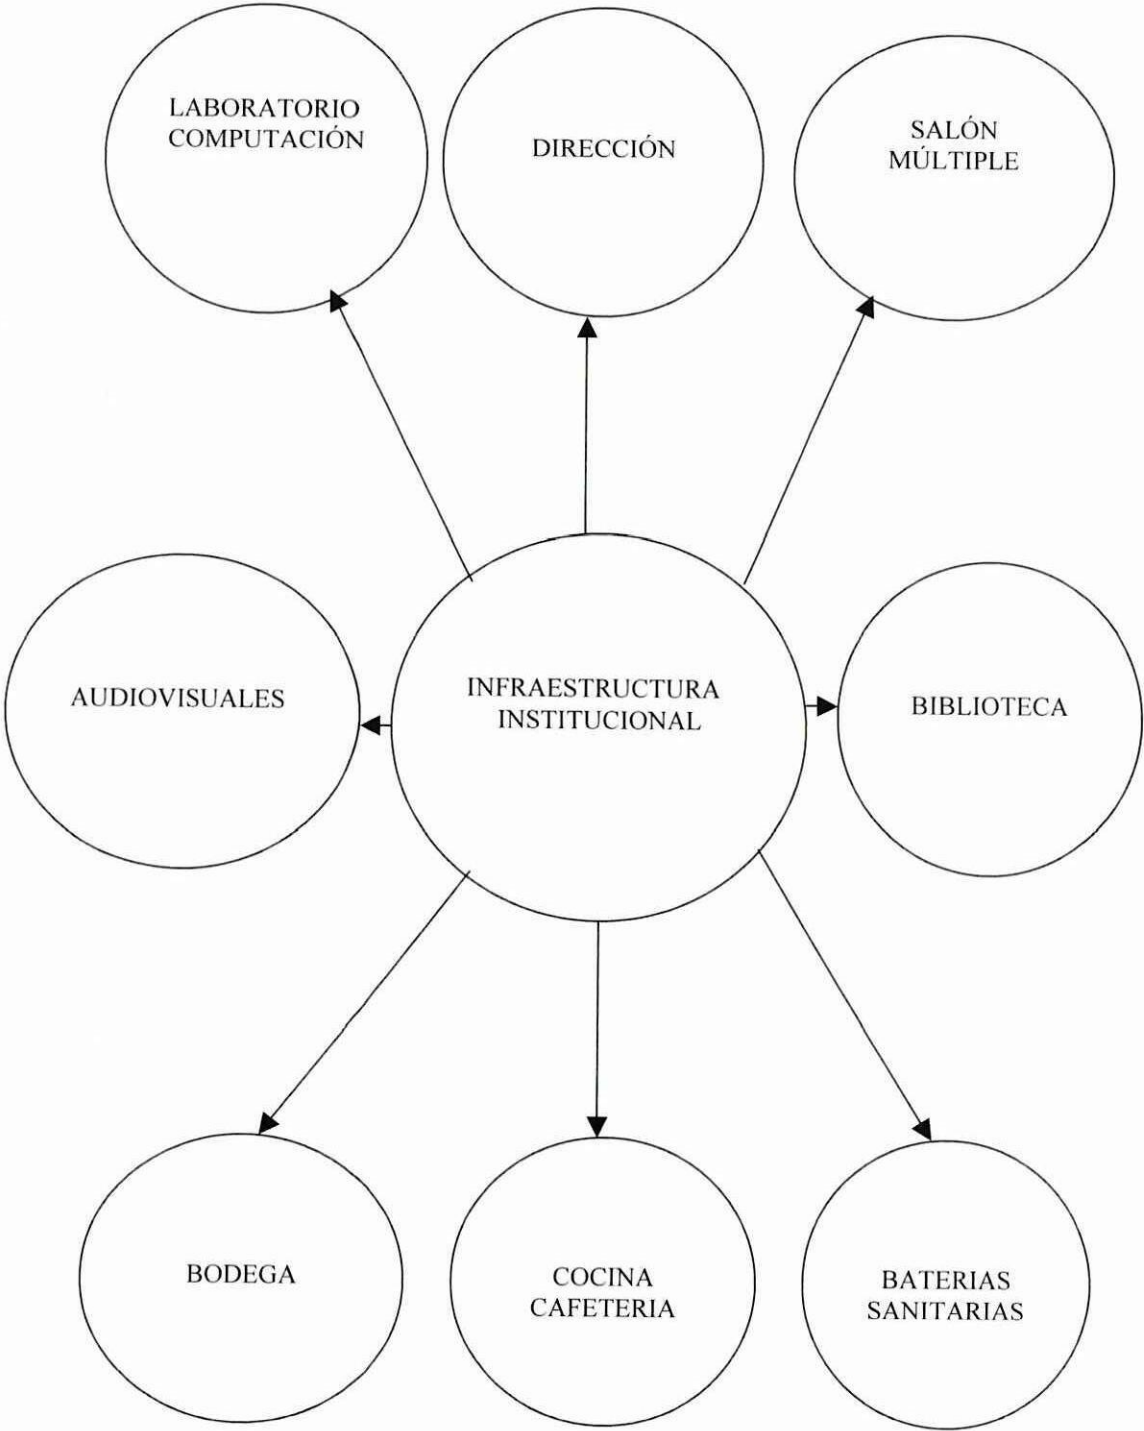 LABORATORIO
COMPUTACIÓN
DIRECCIÓN
SALÓN
MÚLTIPLE
AUDIOVISUALES
INFRAESTRUCTURA
INSTITUCIONAL
BIBLIOTECA
BODEGA
COCINA
CAFETERIA
BATERIAS
SANITARIAS